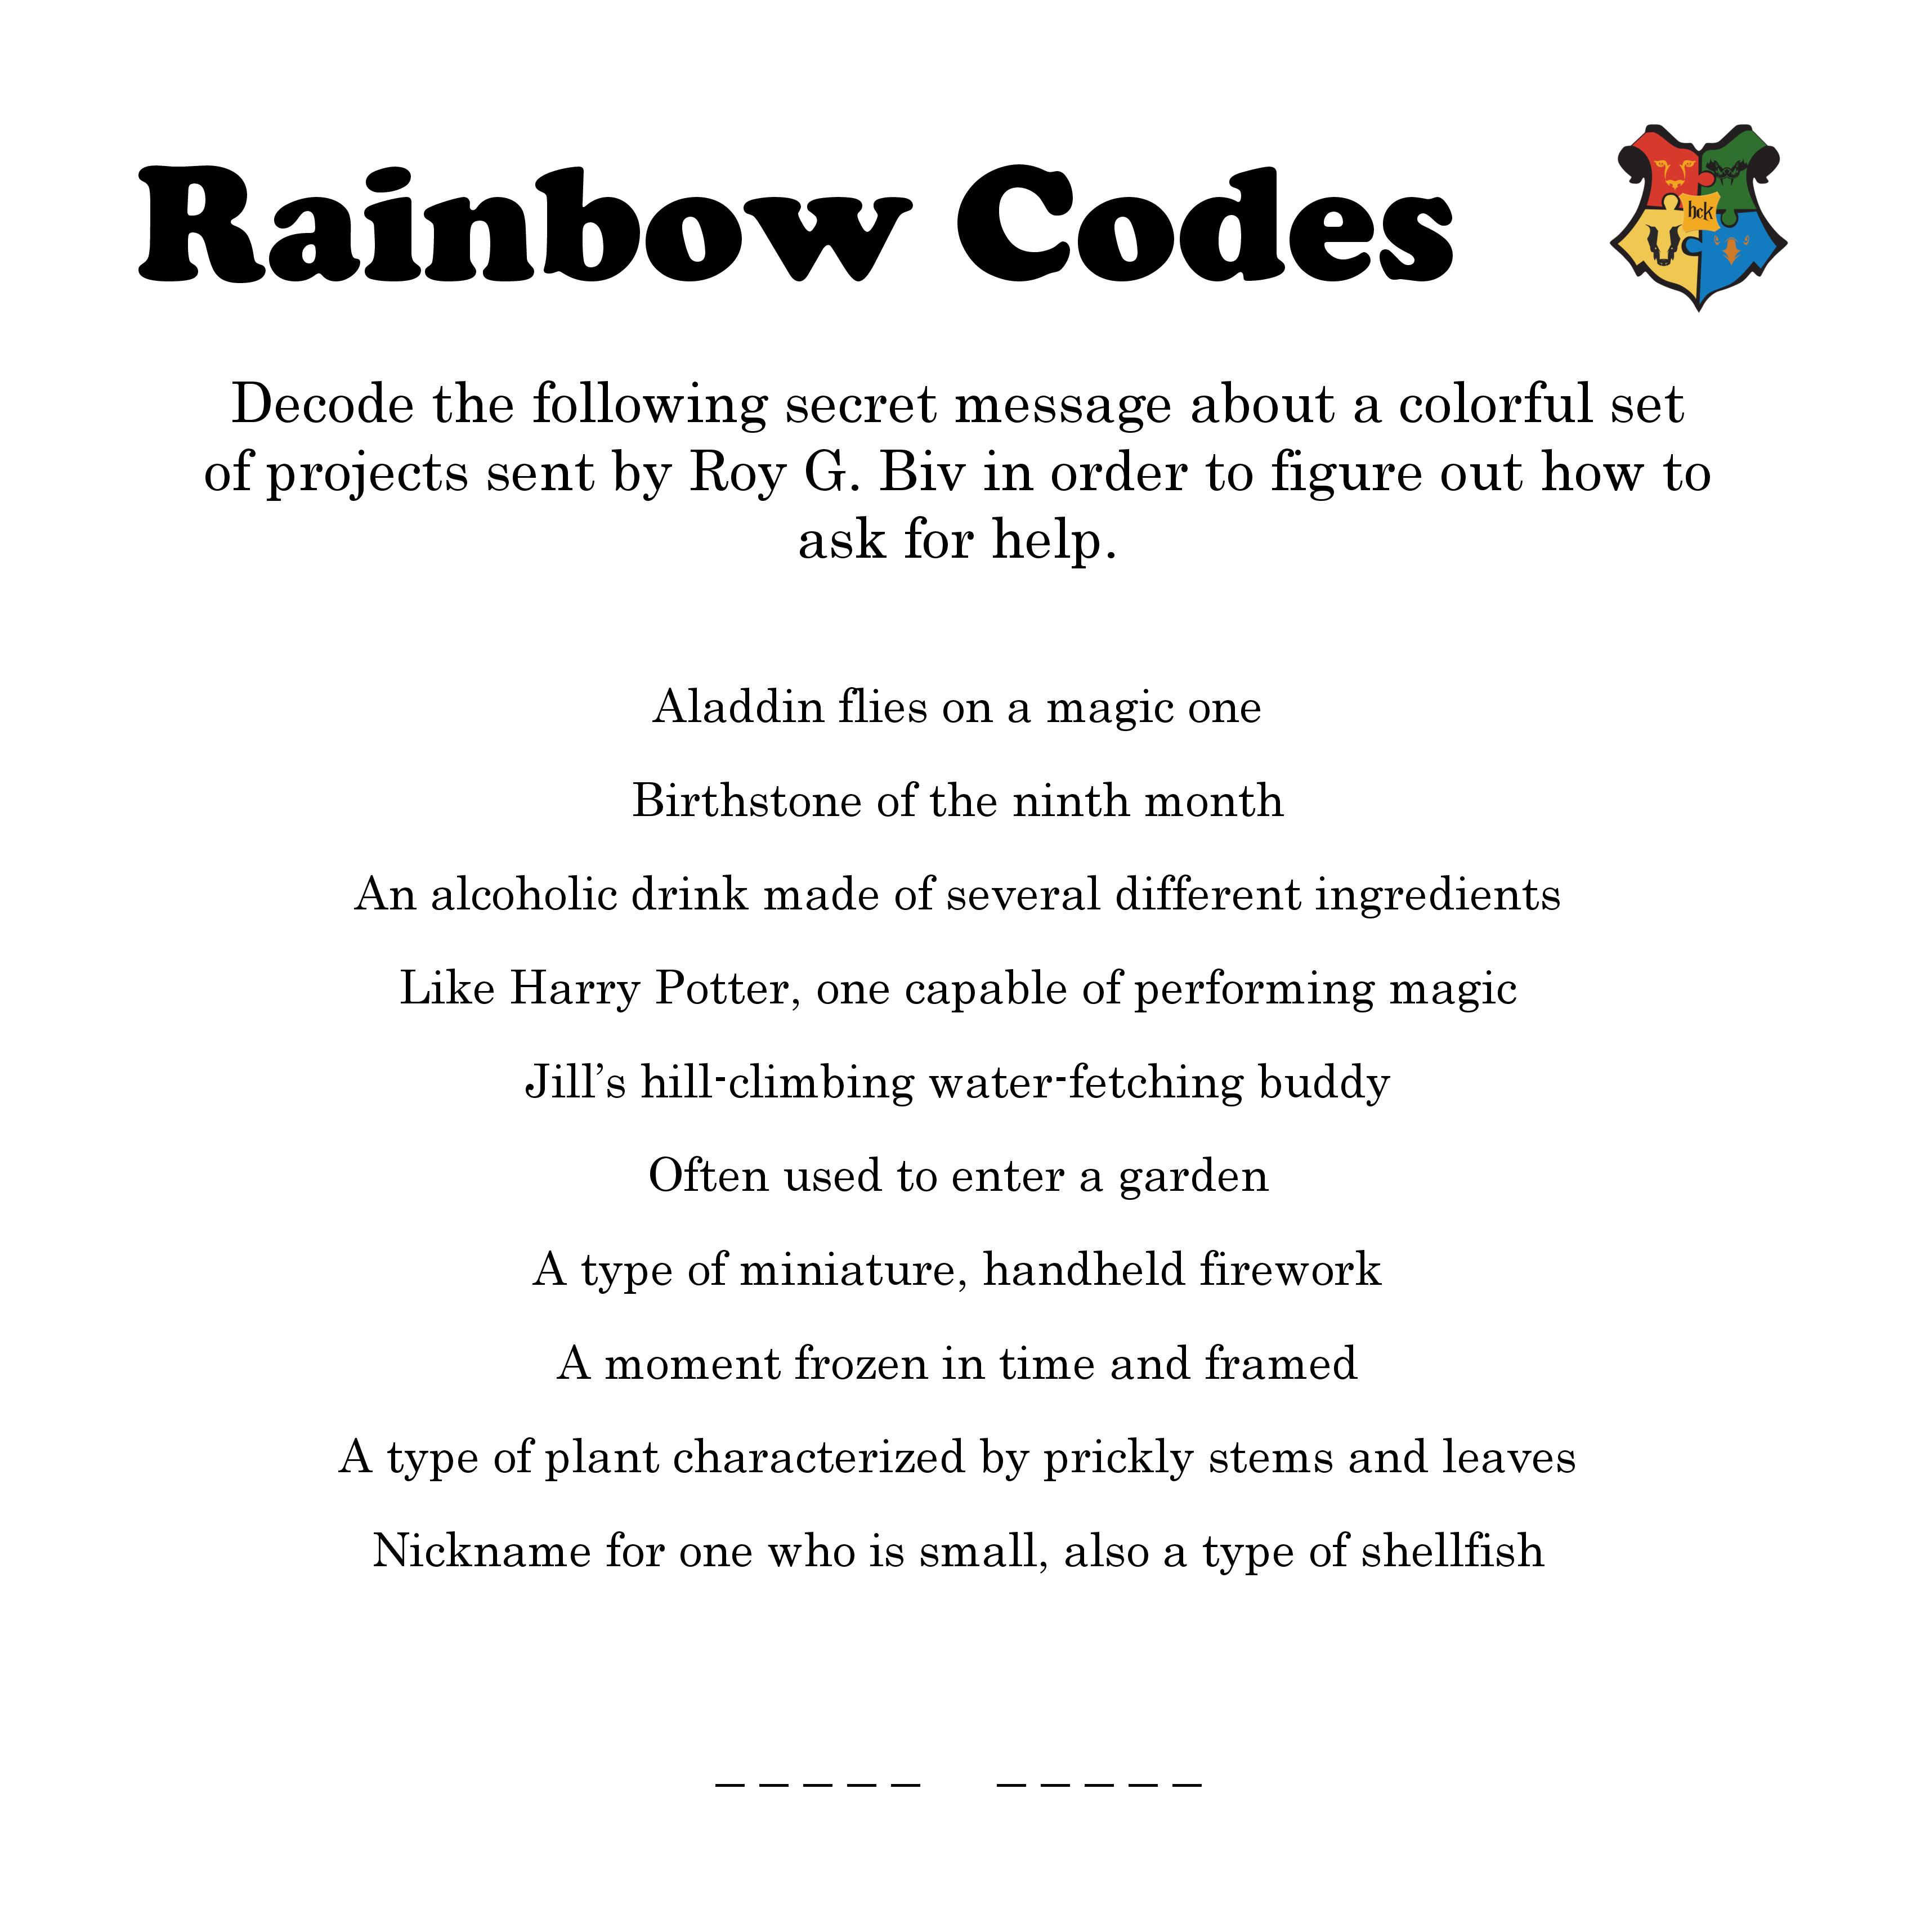 Rainbow Codes
hck
Decode the following secret message about a colorful set
of projects sent by Roy G. Biv in order to figure out how to
ask for help.
Aladdin flies on a magic one
Birthstone of the ninth month
An alcoholic drink made of several different ingredients
Like Harry Potter, one capable of performing magic
Jill’s hill-climbing water-fetching buddy
Often used to enter a garden
A type of miniature, handheld firework
A moment frozen in time and framed
A type of plant characterized by prickly stems and leaves
Nickname for one who is small, also a type of shellfish
_ _ _ _ _   _ _ _ _ _